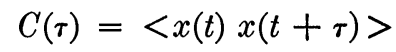 C(τ) = <x(t) x(t + τ)>